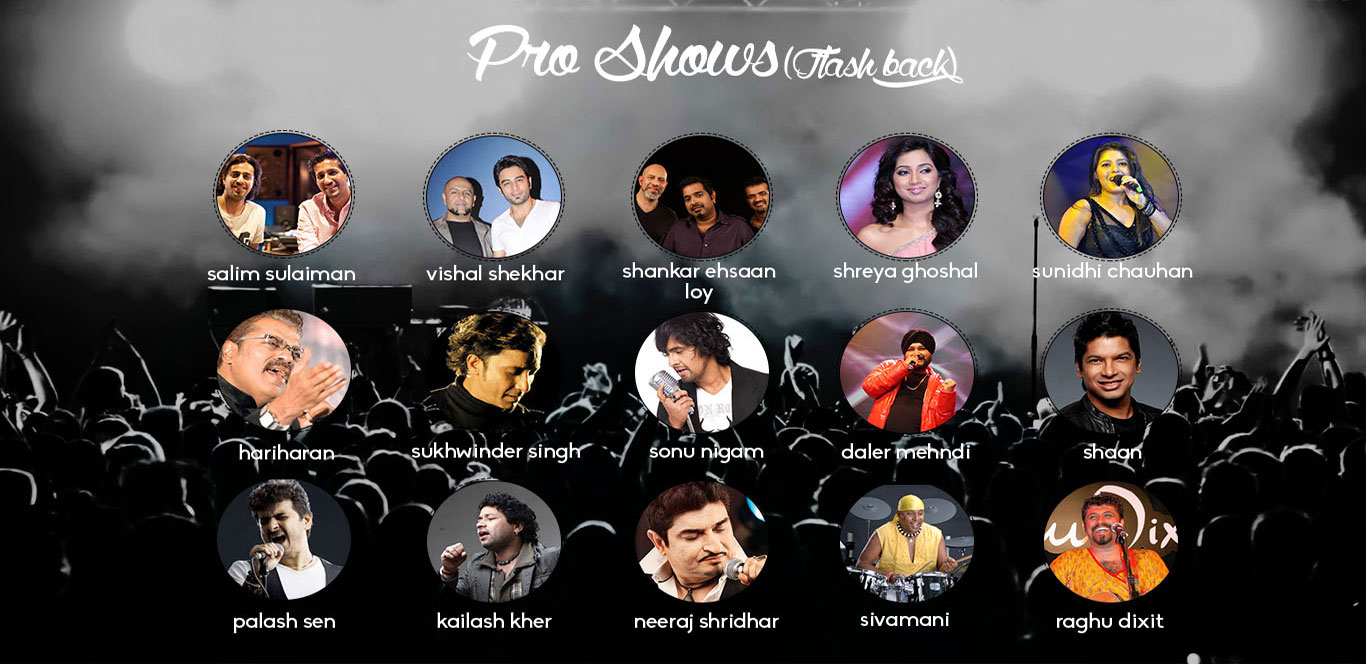 Pro Shows (Flash back)
salim sulaiman
vishal shekhar
shankar ehsaan
loy
shreya ghoshal
sunidhi chauhan
hariharan
sukhwinder singh
sonu nigam
daler mehndi
shaan
palash sen
kailash kher
neeraj shridhar
sivamani
raghu dixit